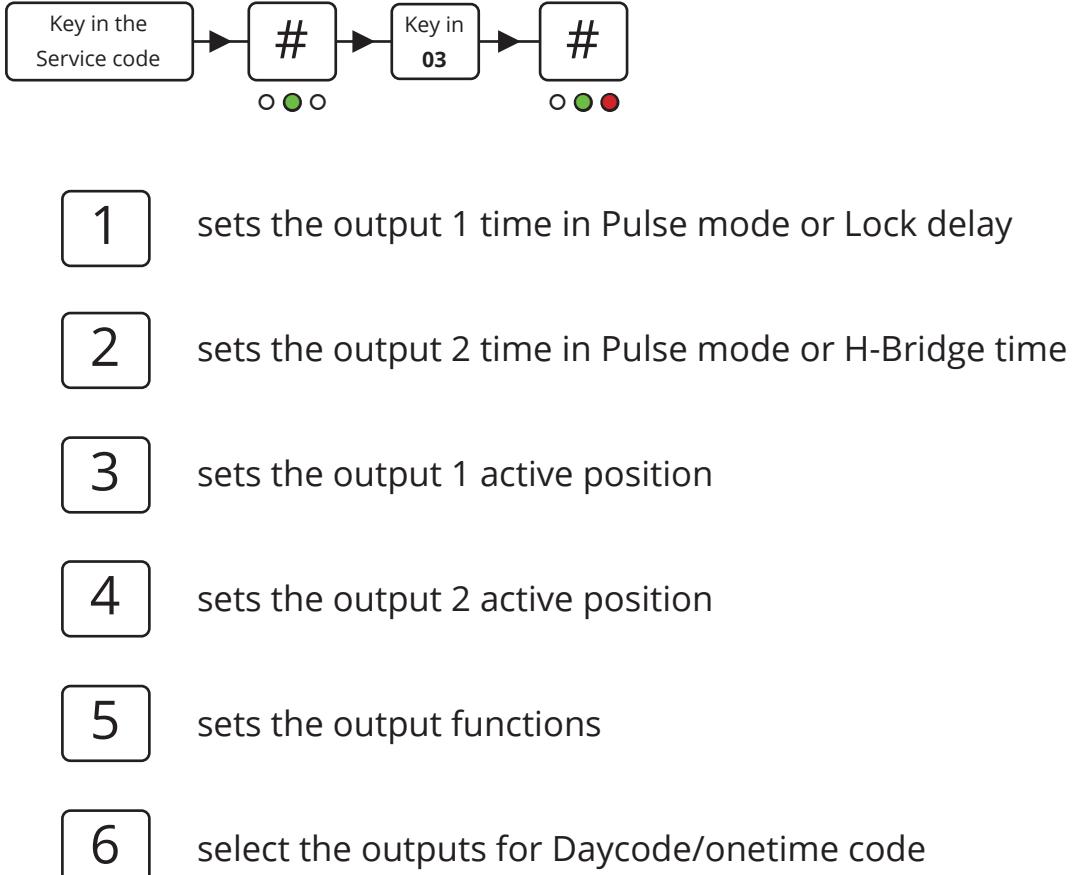 Key in the
Service code
#
Key in
03
#
1 sets the output 1 time in Pulse mode or Lock delay
2 sets the output 2 time in Pulse mode or H-Bridge time
3 sets the output 1 active position
4 sets the output 2 active position
5 sets the output functions
6 select the outputs for Daycode/onetime code